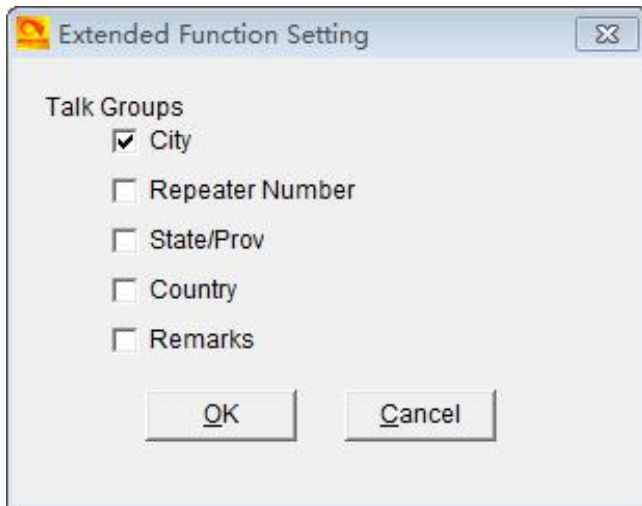 Extended Function Setting
Talk Groups
City
Repeater Number
State/Prov
Country
Remarks
OK Cancel